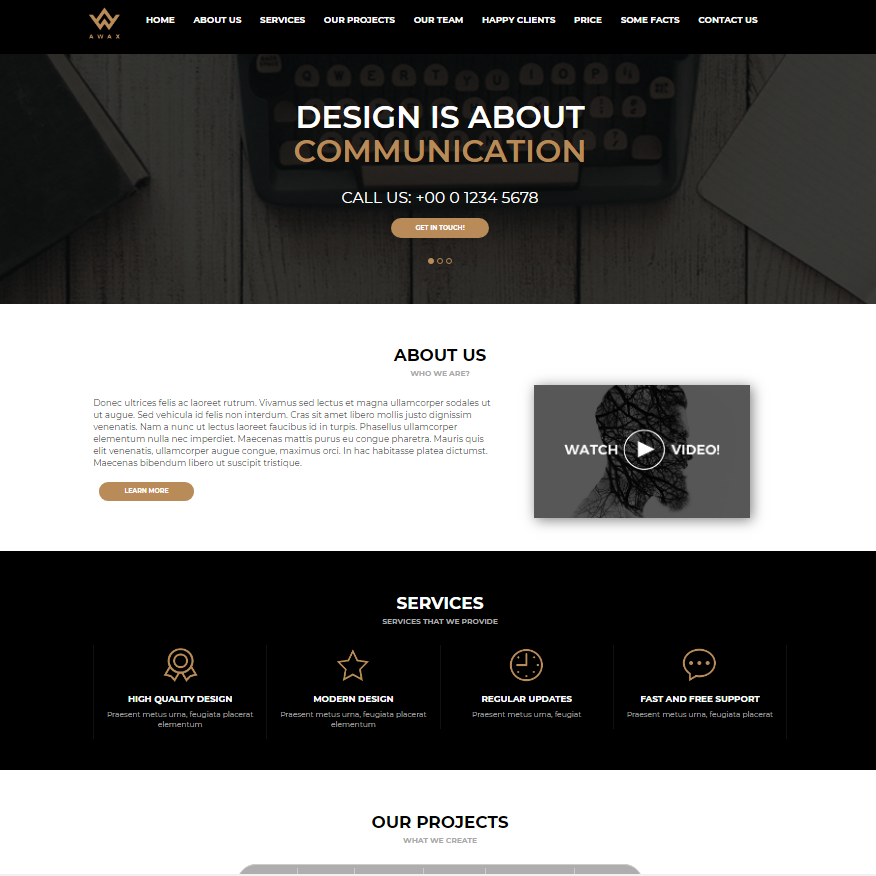 AWAX
HOME ABOUT US SERVICES OUR PROJECTS OUR TEAM HAPPY CLIENTS PRICE SOME FACTS CONTACT US
Q W E R T Y U I O P
DESIGN IS ABOUT
COMMUNICATION
CALL US: +00 0 1234 5678
GET IN TOUCH!
ABOUT US
WHO WE ARE?
Donec ultrices felis ac laoreet rutrum. Vivamus sed lectus et magna ullamcorper sodales ut
ut augue. Sed vehicula id felis non interdum. Cras sit amet libero mollis justo dignissim
venenatis. Nam a nunc ut lectus laoreet faucibus id in turpis. Phasellus ullamcorper
elementum nulla nec imperdiet. Maecenas mattis purus eu congue pharetra. Mauris quis
elit venenatis, ullamcorper augue congue, maximus orci. In hac habitasse platea dictumst.
Maecenas bibendum libero ut suscipit tristique.
LEARN MORE
WATCH VIDEO!
SERVICES
SERVICES THAT WE PROVIDE
HIGH QUALITY DESIGN
Praesent metus urna, feugiata placerat
elementum
MODERN DESIGN
Praesent metus urna, feugiata placerat
elementum
REGULAR UPDATES
Praesent metus urna, feugiat
FAST AND FREE SUPPORT
Praesent metus urna, feugiata placerat
OUR PROJECTS
WHAT WE CREATE